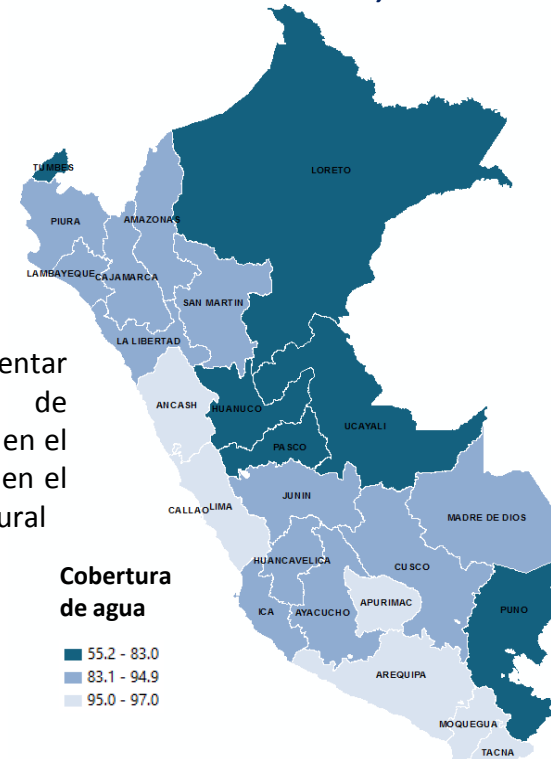 TUMBES
LORETO
PIURA
AMAZONAS
LAMBAYEQUE
CAJAMARCA
SAN MARTIN
LA LIBERTAD
entar
de
en el
en el
ural
ANCASH
HUANUCO
UCAYALI
PASCO
JUNIN
CALLAO
LIMA
MADRE DE DIOS
HUANCAVELICA
CUSCO
ICA
AYACUCHO
APURIMAC
PUNO
AREQUIPA
MOQUEGUA
TACNA
Cobertura
de agua
55.2 - 83.0
83.1 - 94.9
95.0 - 97.0